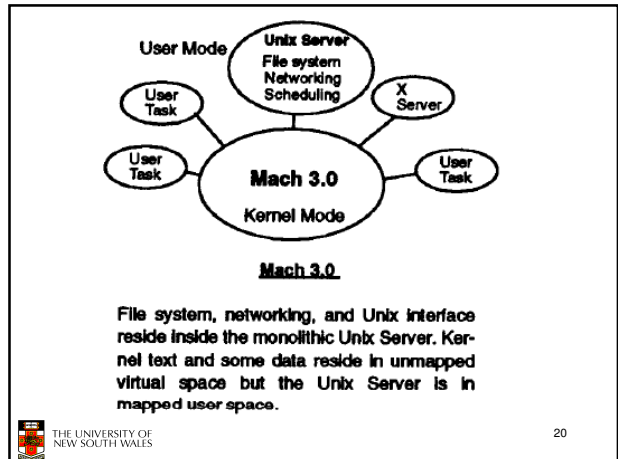 User Mode
Unix Server
File system
Networking
Scheduling
User
Task
X
Server
User
Task
User
Task
Mach 3.0
Kernel Mode
Mach 3.0
File system, networking, and Unix interface
reside inside the monolithic Unix Server. Ker-
nel text and some data reside in unmapped
virtual space but the Unix Server is in
mapped user space.
THE UNIVERSITY OF
NEW SOUTH WALES
20